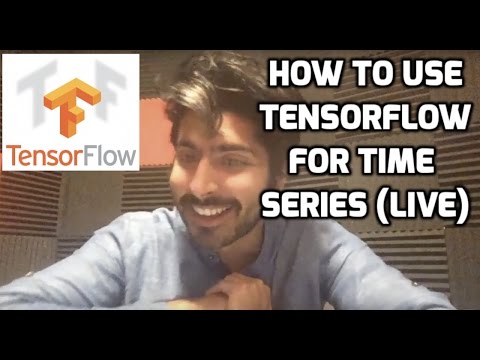 TensorFlow
HOW TO USE
TENSORFLOW
FOR TIME
SERIES (LIVE)